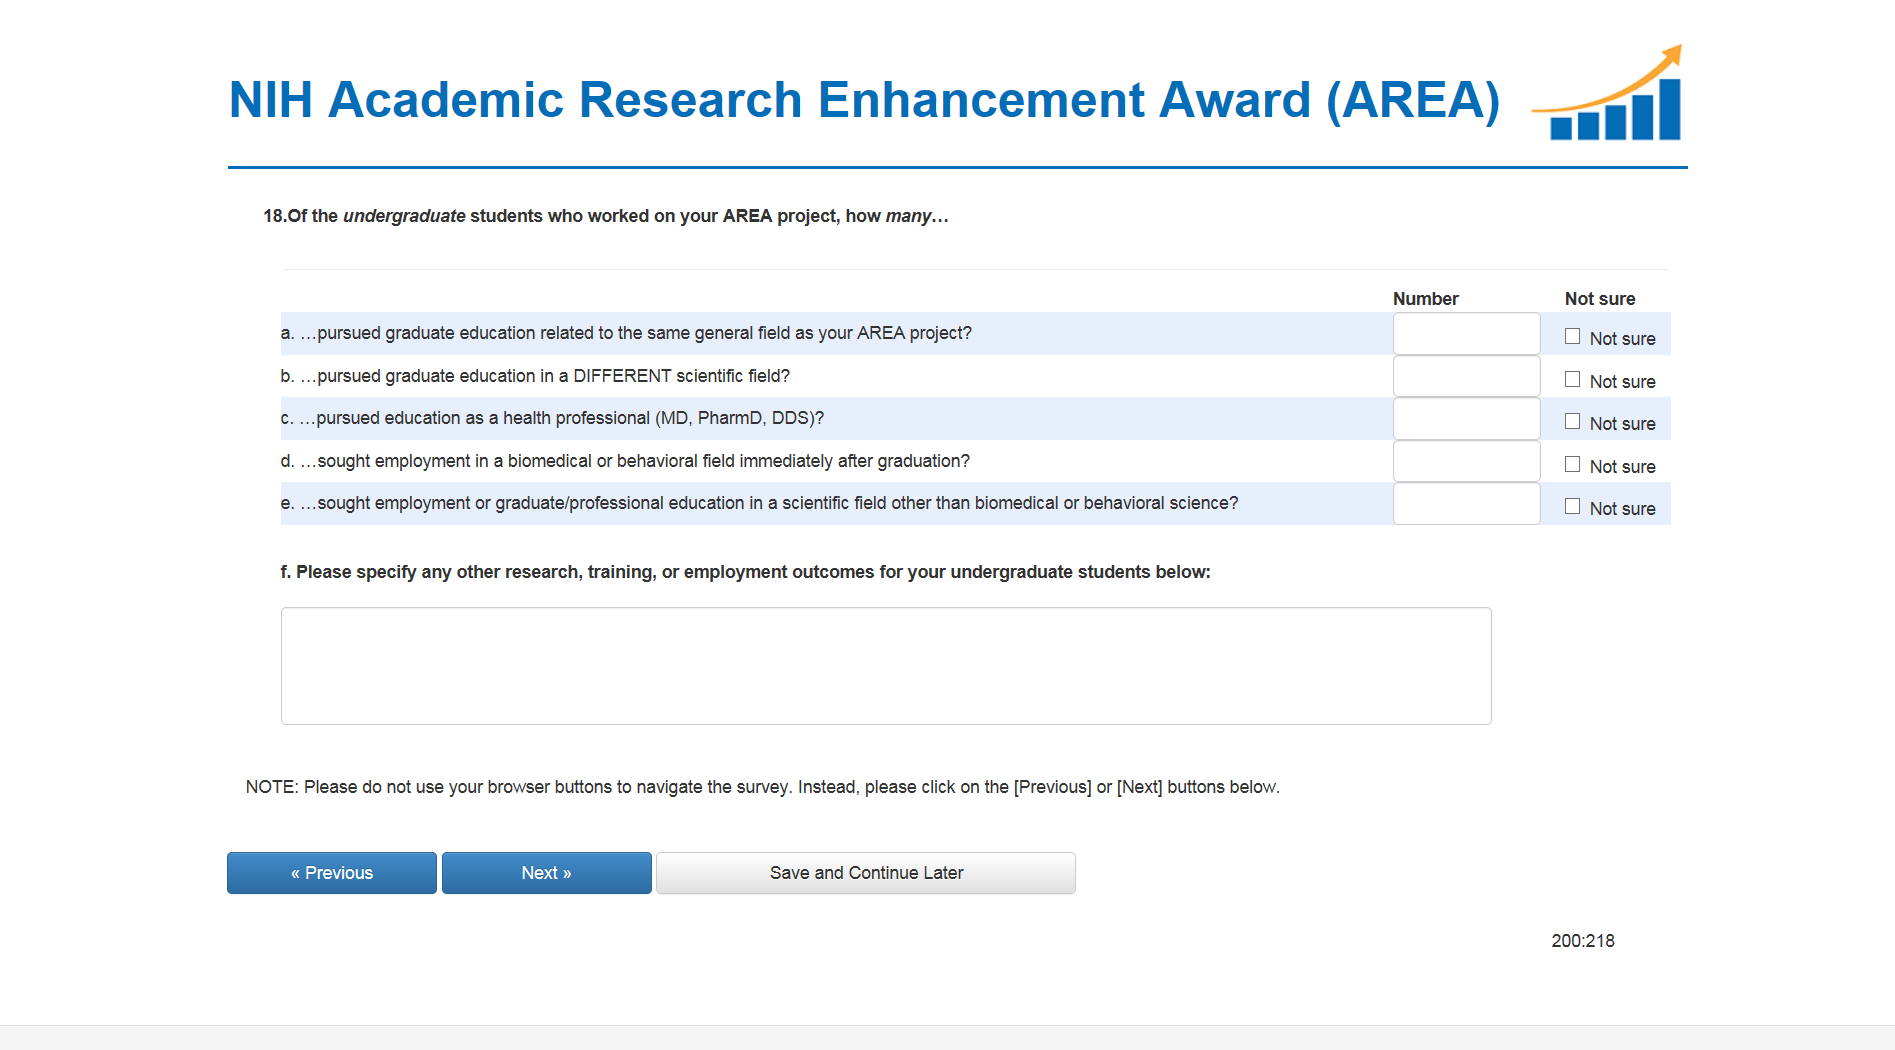 NIH Academic Research Enhancement Award (AREA)
18.Of the undergraduate students who worked on your AREA project, how many…
Number Not sure
a. …pursued graduate education related to the same general field as your AREA project? Not sure
b. …pursued graduate education in a DIFFERENT scientific field? Not sure
c. …pursued education as a health professional (MD, PharmD, DDS)? Not sure
d. …sought employment in a biomedical or behavioral field immediately after graduation? Not sure
e. …sought employment or graduate/professional education in a scientific field other than biomedical or behavioral science? Not sure
f. Please specify any other research, training, or employment outcomes for your undergraduate students below:
NOTE: Please do not use your browser buttons to navigate the survey. Instead, please click on the [Previous] or [Next] buttons below.
« Previous Next » Save and Continue Later
200:218